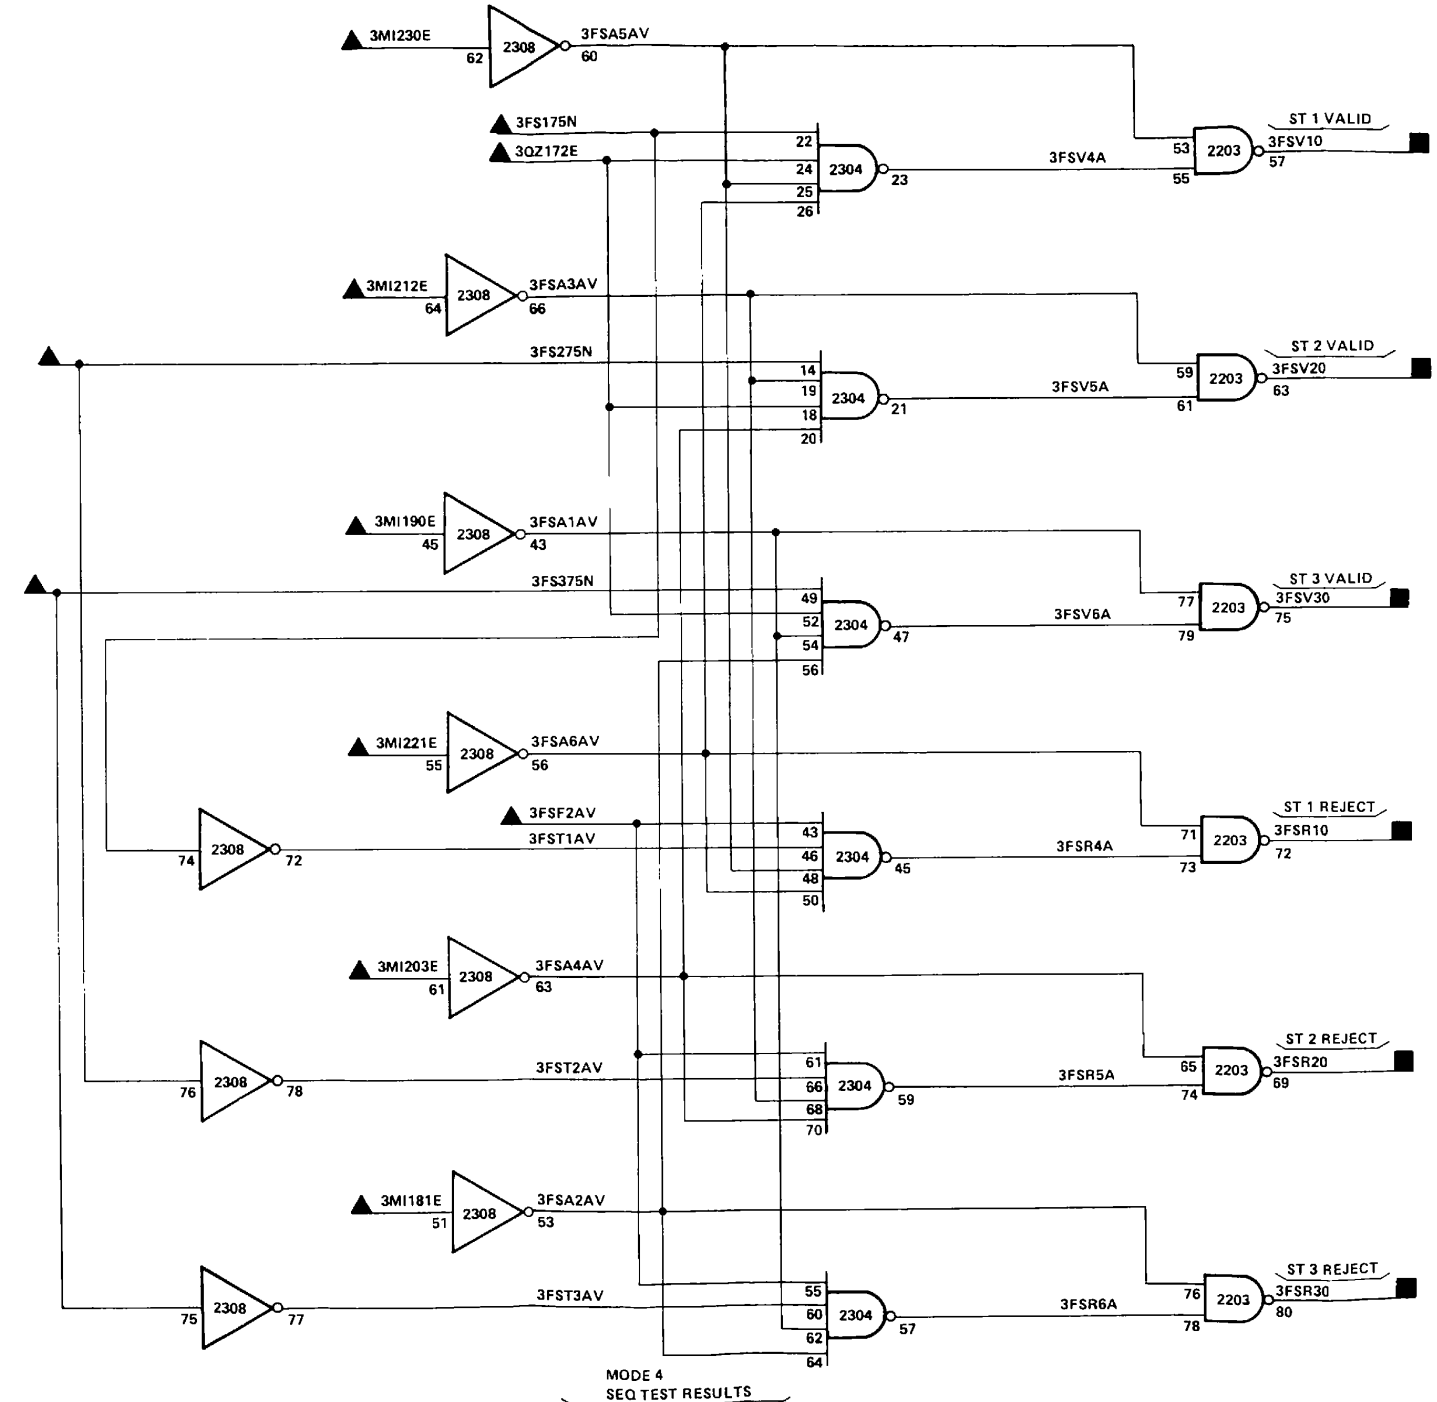 3MI230E
62
2308
3FSA5AV
60
3FS175N
3QZ172E
22
24
25
26
2304
23
3FSV4A
53
55
2203
ST 1 VALID
3FSV10
57
3MI212E
64
2308
3FSA3AV
66
3FS275N
14
19
18
20
2304
21
3FSV5A
59
61
2203
ST 2 VALID
3FSV20
63
3MI190E
45
2308
3FSA1AV
43
3FS375N
49
52
54
56
2304
47
3FSV6A
77
79
2203
ST 3 VALID
3FSV30
75
3MI221E
55
2308
3FSA6AV
56
3FSF2AV
74
2308
72
3FST1AV
43
46
48
50
2304
45
3FSR4A
71
73
2203
ST 1 REJECT
3FSR10
72
3MI203E
61
2308
3FSA4AV
63
76
2308
78
3FST2AV
61
66
68
70
2304
59
3FSR5A
65
74
2203
ST 2 REJECT
3FSR20
69
3MI181E
51
2308
3FSA2AV
53
75
2308
77
3FST3AV
55
60
62
64
2304
57
3FSR6A
76
78
2203
ST 3 REJECT
3FSR30
80
MODE 4
SEQ TEST RESULTS